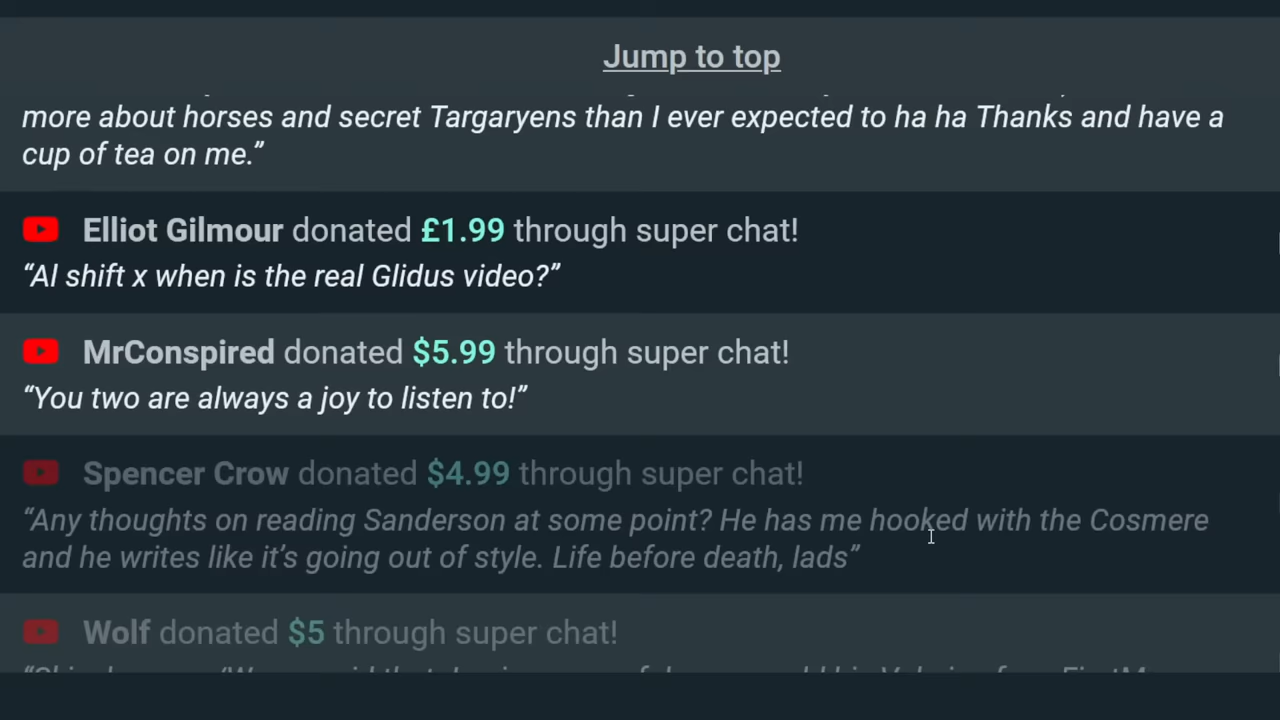 Jump to top
more about horses and secret Targaryens than I ever expected to ha ha Thanks and have a
cup of tea on me.”
Elliot Gilmour donated £1.99 through super chat!
“Al shift x when is the real Glidus video?”
MrConspired donated $5.99 through super chat!
“You two are always a joy to listen to!”
Spencer Crow donated $4.99 through super chat!
“Any thoughts on reading Sanderson at some point? He has me hooked with the Cosmere
and he writes like it’s going out of style. Life before death, lads”
Wolf donated $5 through super chat!